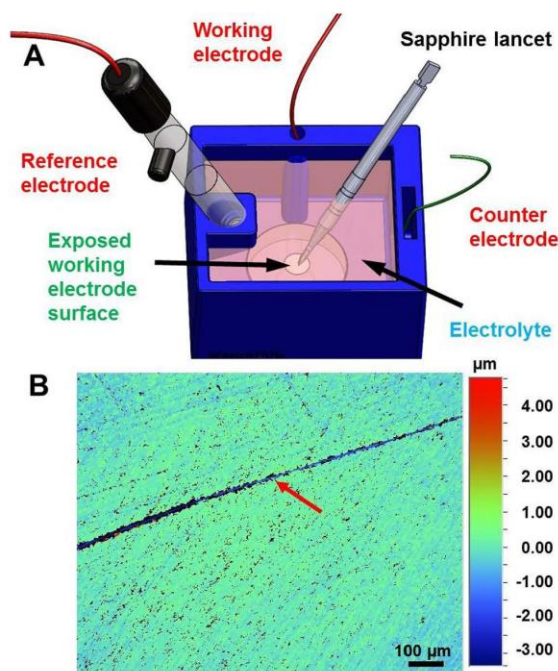 A
Working
electrode
Sapphire lancet
Reference
electrode
Counter
electrode
Exposed
working
electrode
surface
Electrolyte
B
µm
4.00
3.00
2.00
1.00
0.00
-1.00
-2.00
-3.00
100 µm